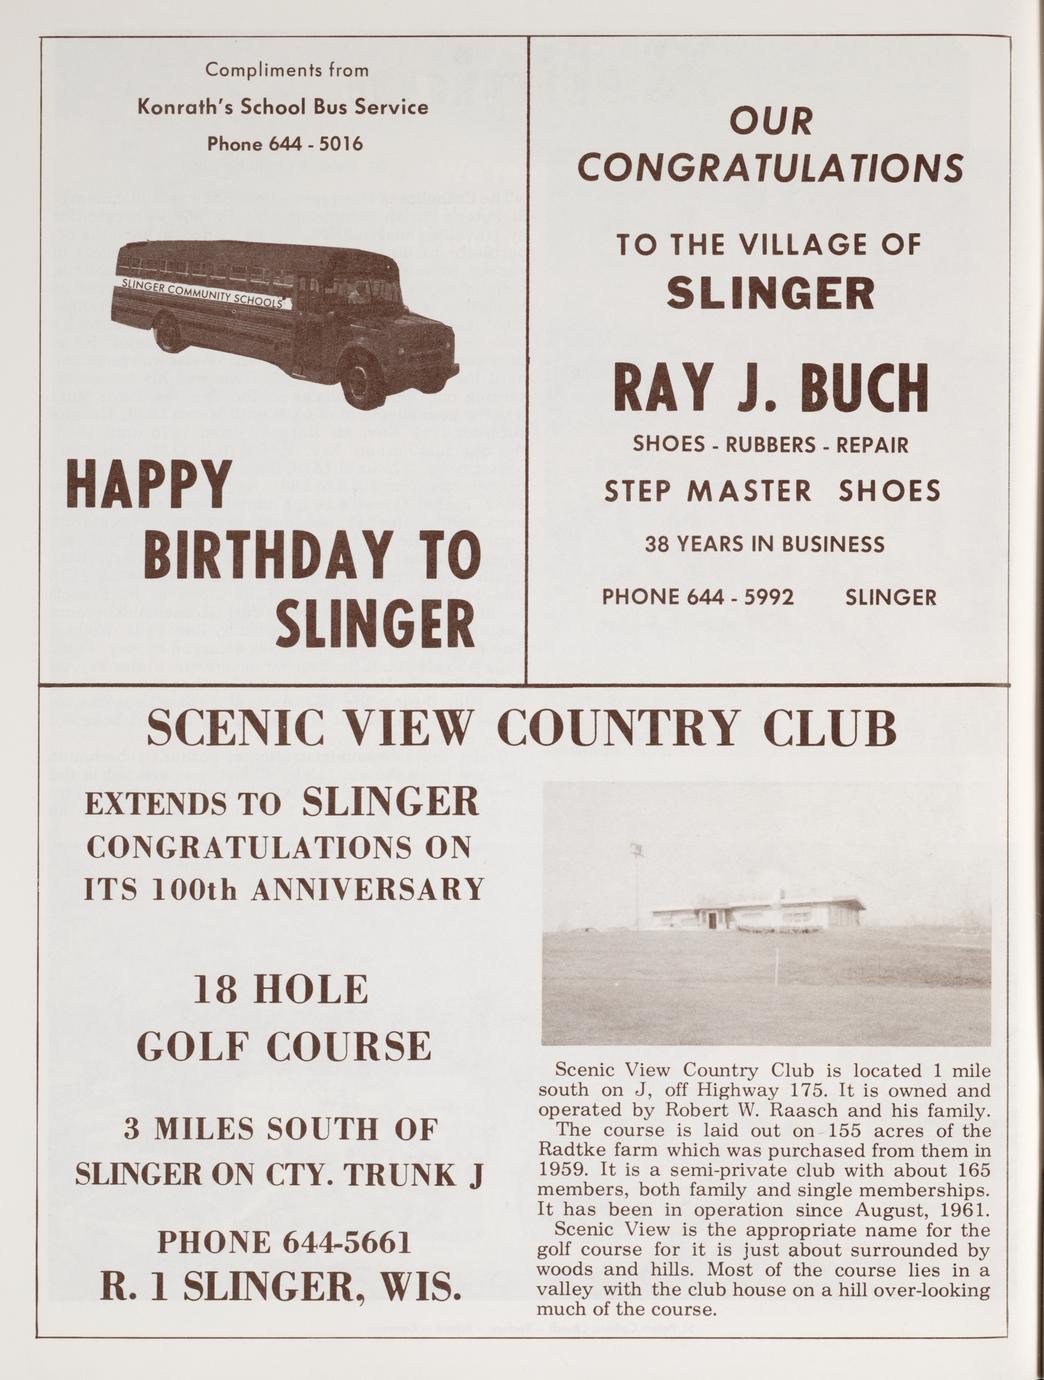 Compliments from
Konrath's School Bus Service
Phone 644 - 5016
SLINGER COMMUNITY SCHOOLS
HAPPY
BIRTHDAY TO
SLINGER
OUR
CONGRATULATIONS
TO THE VILLAGE OF
SLINGER
RAY J. BUCH
SHOES - RUBBERS - REPAIR
STEP MASTER SHOES
38 YEARS IN BUSINESS
PHONE 644 - 5992 SLINGER
SCENIC VIEW COUNTRY CLUB
EXTENDS TO SLINGER
CONGRATULATIONS ON
ITS 100th ANNIVERSARY
18 HOLE
GOLF COURSE
3 MILES SOUTH OF
SLINGER ON CTY. TRUNK J
PHONE 644-5661
R. 1 SLINGER, WIS.
Scenic View Country Club is located 1 mile
south on J, off Highway 175. It is owned and
operated by Robert W. Raasch and his family.
The course is laid out on 155 acres of the
Radtke farm which was purchased from them in
1959. It is a semi-private club with about 165
members, both family and single memberships.
It has been in operation since August, 1961.
Scenic View is the appropriate name for the
golf course for it is just about surrounded by
woods and hills. Most of the course lies in a
valley with the club house on a hill over-looking
much of the course.